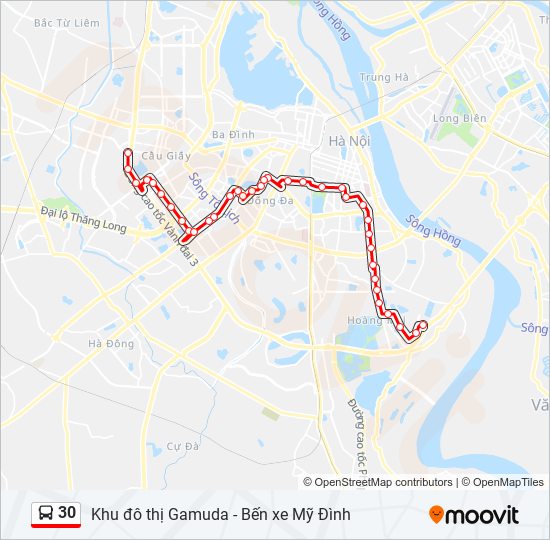 Bắc Từ Liêm
Sông Hồng
Trung Hà
Long Biên
Ba Đình
Hà Nội
Cầu Giấy
Sông Tô Lịch
Đống Đa
Đại lộ Thăng Long
cao tốc Vành đai 3
Sông Hồng
Hoàng
Sông
Hà Đông
Đường cao tốc P
Vă
Cự Đà
© OpenStreetMap contributors | © OpenMapTiles
30 Khu đô thị Gamuda - Bến xe Mỹ Đình
moovit